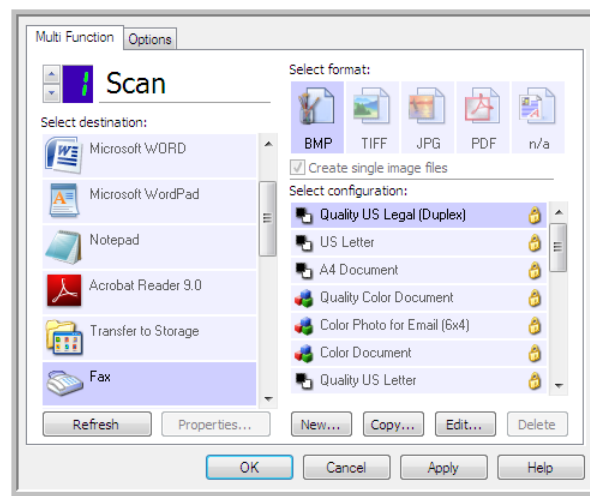 Multi Function
Options
1
Scan
Select destination:
Microsoft WORD
Microsoft WordPad
Notepad
Acrobat Reader 9.0
Transfer to Storage
Fax
Refresh
Properties...
Select format:
BMP
TIFF
JPG
PDF
n/a
Create single image files
Select configuration:
Quality US Legal (Duplex)
US Letter
A4 Document
Quality Color Document
Color Photo for Email (6x4)
Color Document
Quality US Letter
New...
Copy...
Edit...
Delete
OK
Cancel
Apply
Help